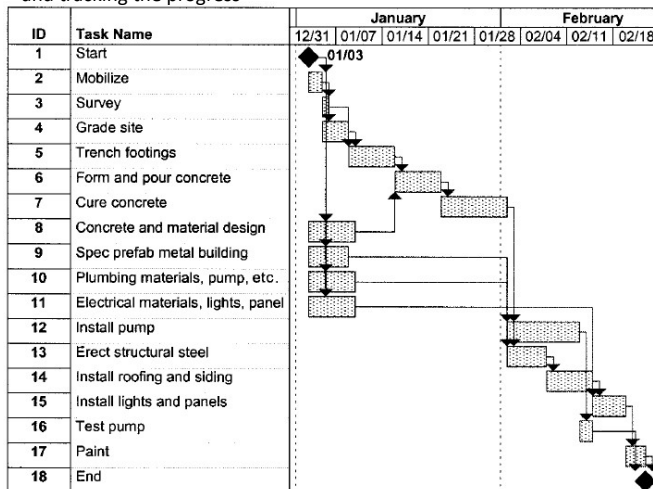 and tracking the progress
January February
ID Task Name 12/31 01/07 01/14 01/21 01/28 02/04 02/11 02/18
1 Start 01/03
2 Mobilize
3 Survey
4 Grade site
5 Trench footings
6 Form and pour concrete
7 Cure concrete
8 Concrete and material design
9 Spec prefab metal building
10 Plumbing materials, pump, etc.
11 Electrical materials, lights, panel
12 Install pump
13 Erect structural steel
14 Install roofing and siding
15 Install lights and panels
16 Test pump
17 Paint
18 End